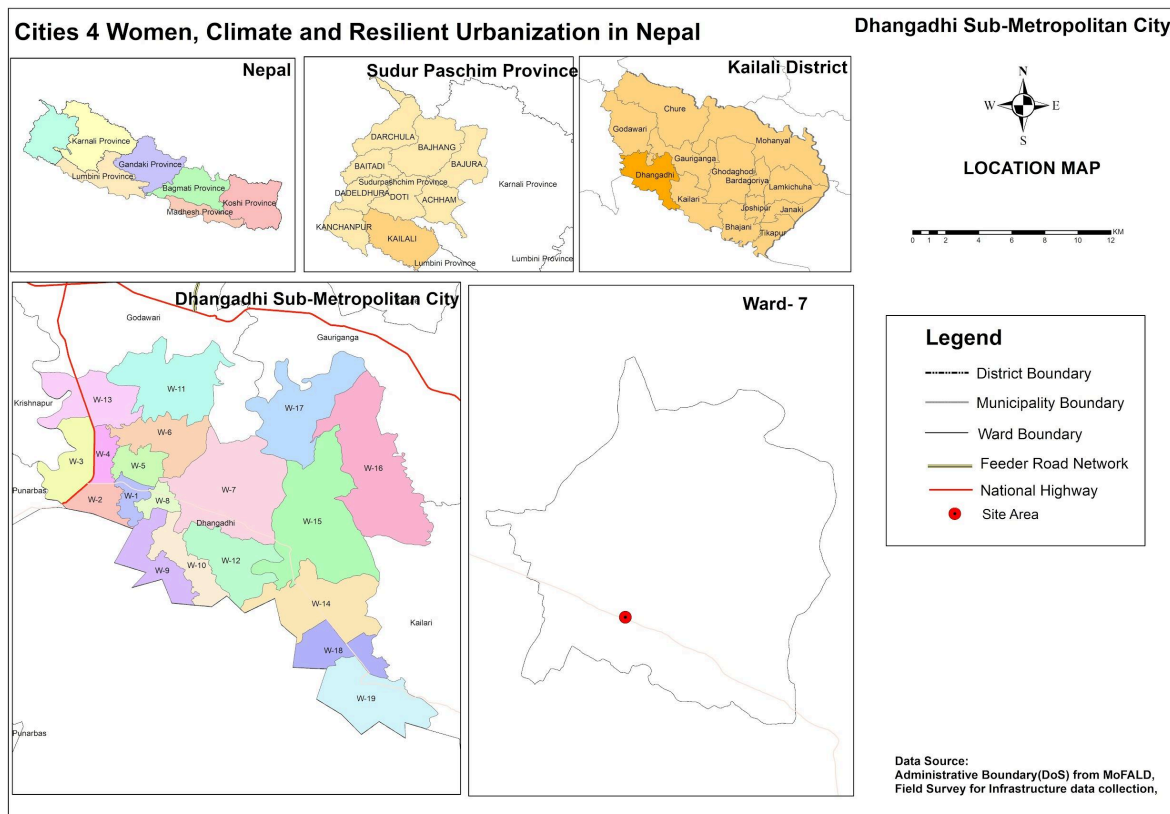 Cities 4 Women, Climate and Resilient Urbanization in Nepal
Dhangadhi Sub-Metropolitan City
Nepal
Karnali Province
Gandaki Province
Lumbini Province
Bagmati Province
Koshi Province
Madhesh Province
Sudur Paschim Province
DARCHULA
BAJHANG
BAITADI
BAJURA
Sudurpashchim Province
Karnali Province
DADELDHURA
DOTI
ACHHAM
KANCHANPUR
KAILALI
Lumbini Province
Lumbini Province
Kailali District
Chure
Godawari
Mohanyal
Gauriganga
Dhangadhi
Ghodaghodi
Bardagoriya
Lamkichuha
Kailari
Joshipur
Janaki
Bhajani
Tikapur
N
W
E
S
LOCATION MAP
0 1 2 4 6 8 10 12
KM
Dhangadhi Sub-Metropolitan City
Godawari
Gauriganga
W-11
Krishnapur
W-13
W-17
W-6
W-4
W-3
W-5
W-16
Punarbas
W-7
W-2
W-1
W-8
Dhangadhi
W-15
W-12
W-10
W-9
W-14
Kailari
W-18
W-19
Punarbas
Ward- 7
Legend
District Boundary
Municipality Boundary
Ward Boundary
Feeder Road Network
National Highway
Site Area
Data Source:
Administrative Boundary(DoS) from MoFALD,
Field Survey for Infrastructure data collection,